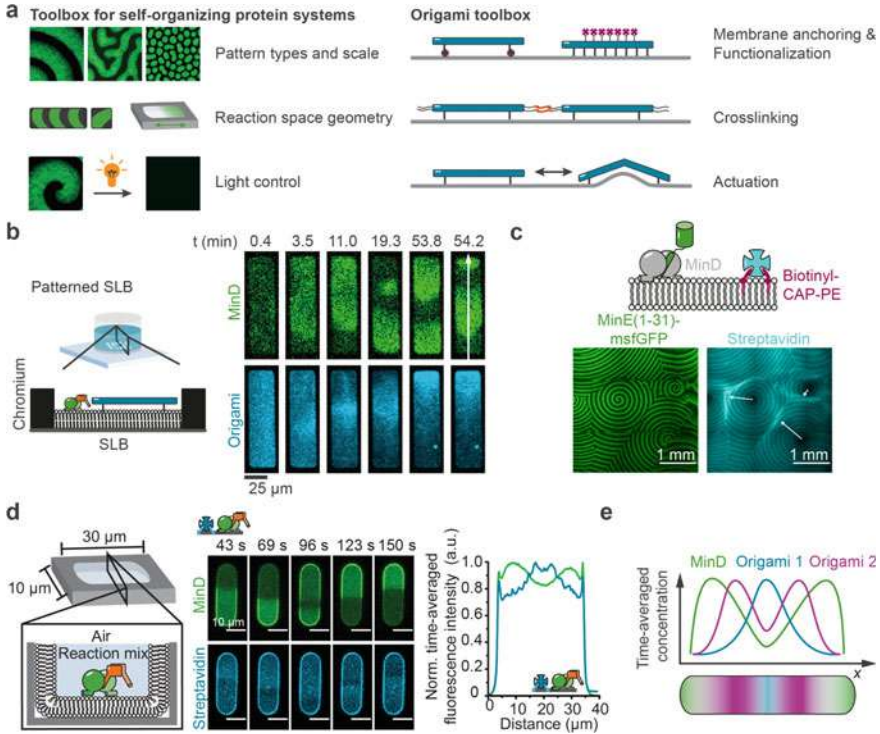 a
Toolbox for self-organizing protein systems
Pattern types and scale
Reaction space geometry
Light control
Origami toolbox
Membrane anchoring &
Functionalization
Crosslinking
Actuation
b
Patterned SLB
Chromium
SLB
t (min) 0.4 3.5 11.0 19.3 53.8 54.2
MinD
Origami
25 µm
c
MinD
Biotinyl-
CAP-PE
MinE(1-31)-
msfGFP
Streptavidin
1 mm
1 mm
d
30 µm
10 µm
Air
Reaction mix
43 s 69 s 96 s 123 s 150 s
MinD
10 µm
Streptavidin
Norm. time-averaged
fluorescence intensity (a.u.)
1.0
0.8
0.6
0.4
0.2
0.0
0 10 20 30 40
Distance (µm)
e
MinD Origami 1 Origami 2
Time-averaged
concentration
x